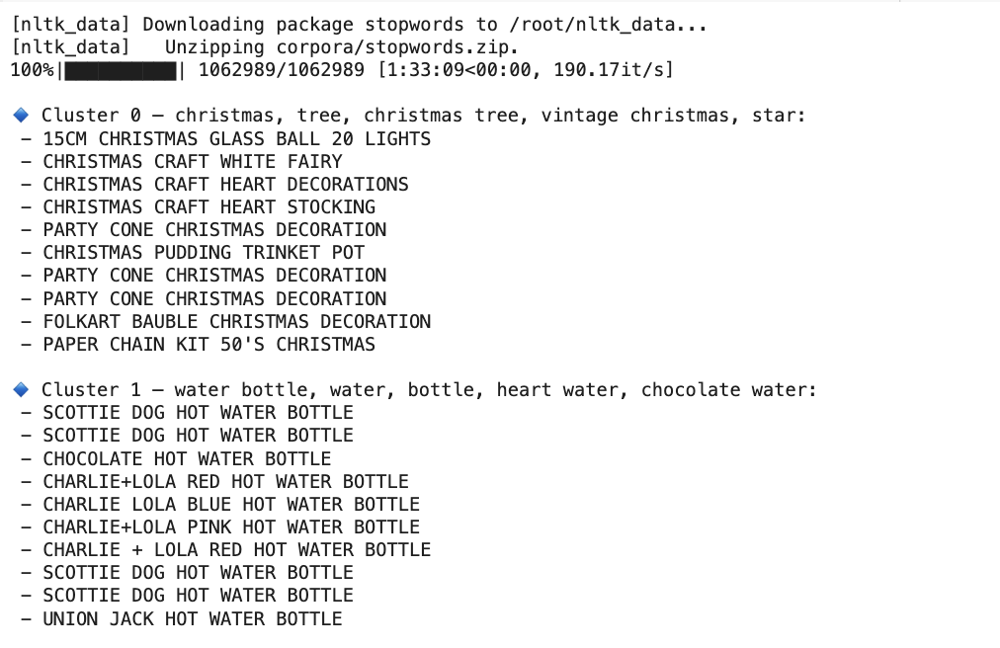 [nltk_data] Downloading package stopwords to /root/nltk_data...
[nltk_data]   Unzipping corpora/stopwords.zip.
100%|██████████| 1062989/1062989 [1:33:09<00:00, 190.17it/s]
🔹 Cluster 0 — christmas, tree, christmas tree, vintage christmas, star:
– 15CM CHRISTMAS GLASS BALL 20 LIGHTS
– CHRISTMAS CRAFT WHITE FAIRY
– CHRISTMAS CRAFT HEART DECORATIONS
– CHRISTMAS CRAFT HEART STOCKING
– PARTY CONE CHRISTMAS DECORATION
– CHRISTMAS PUDDING TRINKET POT
– PARTY CONE CHRISTMAS DECORATION
– PARTY CONE CHRISTMAS DECORATION
– FOLKART BAUBLE CHRISTMAS DECORATION
– PAPER CHAIN KIT 50'S CHRISTMAS
🔹 Cluster 1 — water bottle, water, bottle, heart water, chocolate water:
– SCOTTIE DOG HOT WATER BOTTLE
– SCOTTIE DOG HOT WATER BOTTLE
– CHOCOLATE HOT WATER BOTTLE
– CHARLIE+LOLA RED HOT WATER BOTTLE
– CHARLIE LOLA BLUE HOT WATER BOTTLE
– CHARLIE+LOLA PINK HOT WATER BOTTLE
– CHARLIE + LOLA RED HOT WATER BOTTLE
– SCOTTIE DOG HOT WATER BOTTLE
– SCOTTIE DOG HOT WATER BOTTLE
– UNION JACK HOT WATER BOTTLE